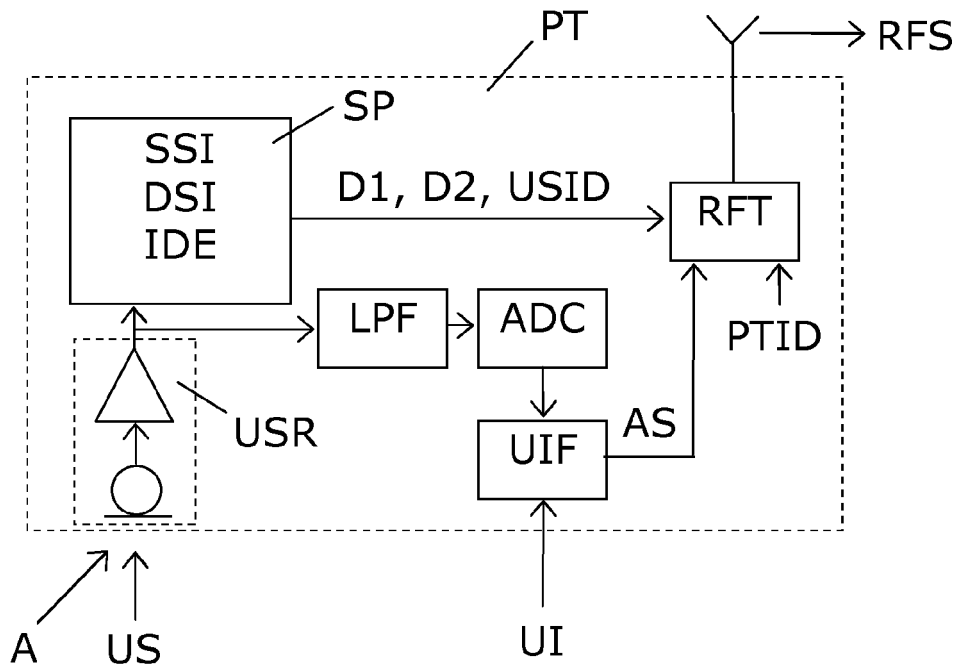 PT
RFS
SP
SSI
DSI
IDE
D1, D2, USID
RFT
LPF
ADC
PTID
USR
UIF
AS
A
US
UI